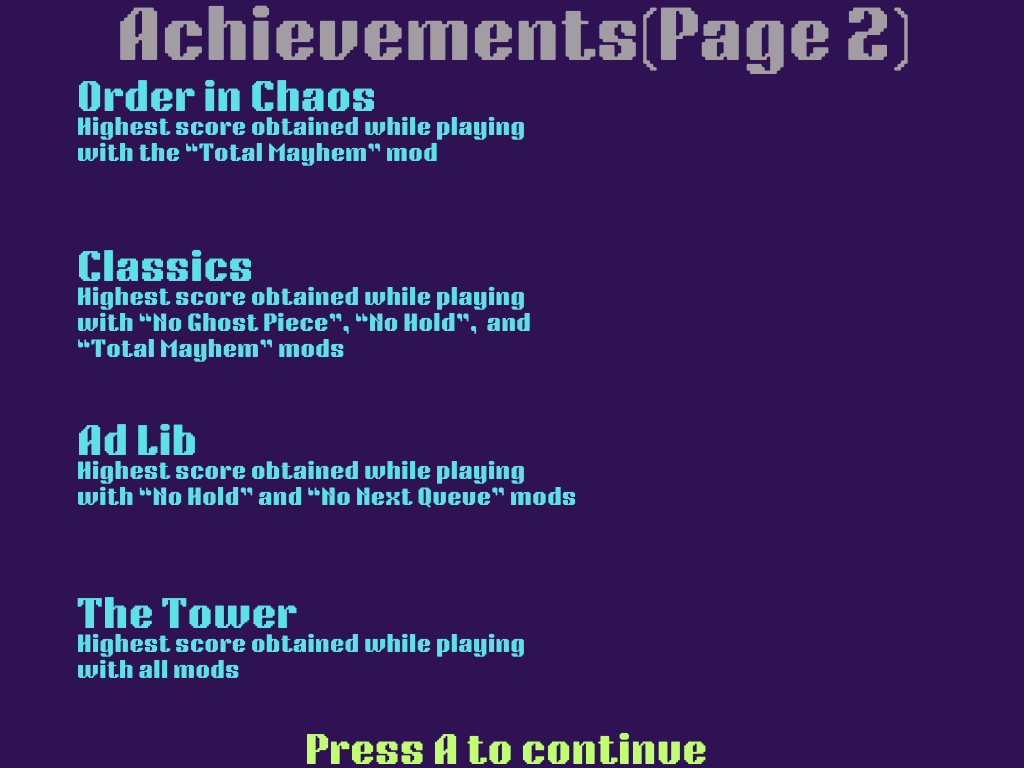 Achievements(Page 2)
Order in Chaos
Highest score obtained while playing
with the “Total Mayhem” mod
Classics
Highest score obtained while playing
with “No Ghost Piece”, “No Hold”, and
“Total Mayhem” mods
Ad Lib
Highest score obtained while playing
with “No Hold” and “No Next Queue” mods
The Tower
Highest score obtained while playing
with all mods
Press A to continue